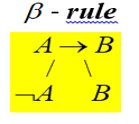 β - rule
A → B
/ \
¬A B